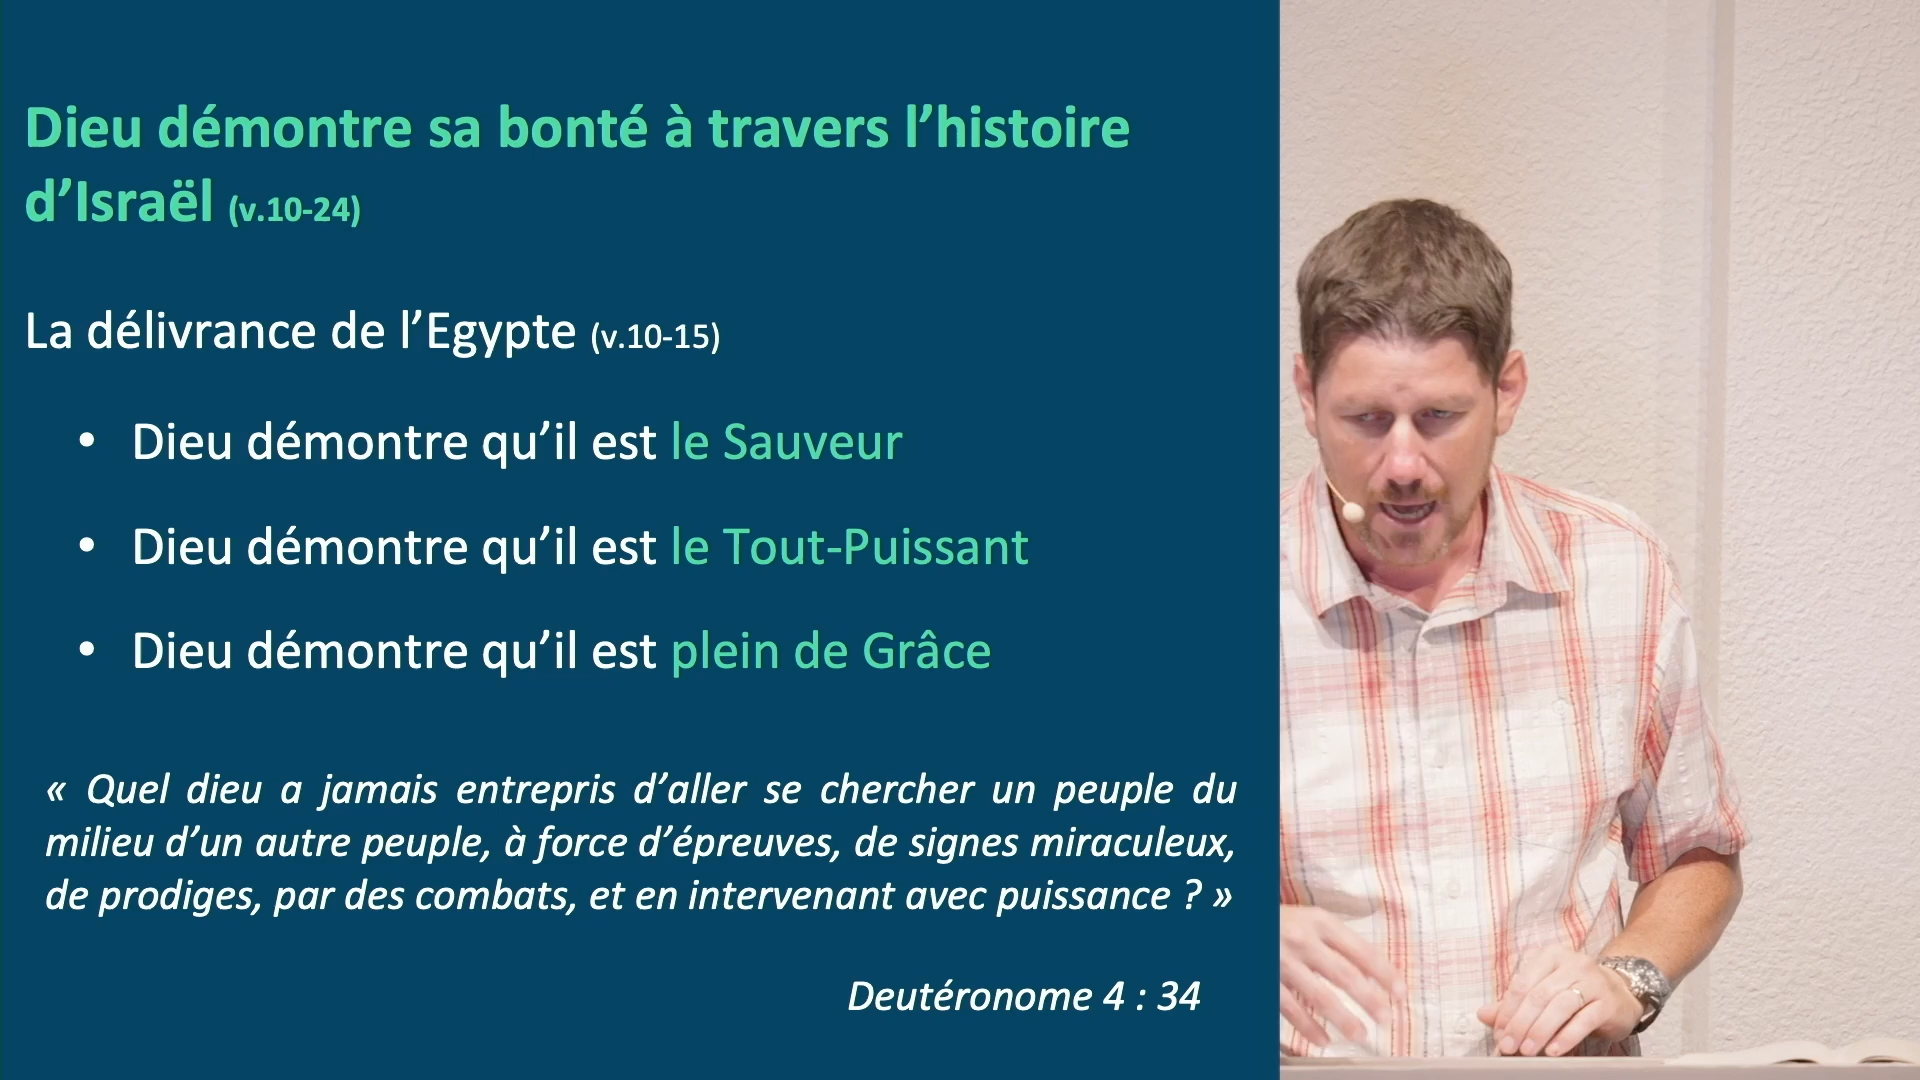 Dieu démontre sa bonté à travers l’histoire
d’Israël (v.10-24)
La délivrance de l’Egypte (v.10-15)
• Dieu démontre qu’il est le Sauveur
• Dieu démontre qu’il est le Tout-Puissant
• Dieu démontre qu’il est plein de Grâce
« Quel dieu a jamais entrepris d’aller se chercher un peuple du
milieu d’un autre peuple, à force d’épreuves, de signes miraculeux,
de prodiges, par des combats, et en intervenant avec puissance ? »
Deutéronome 4 : 34